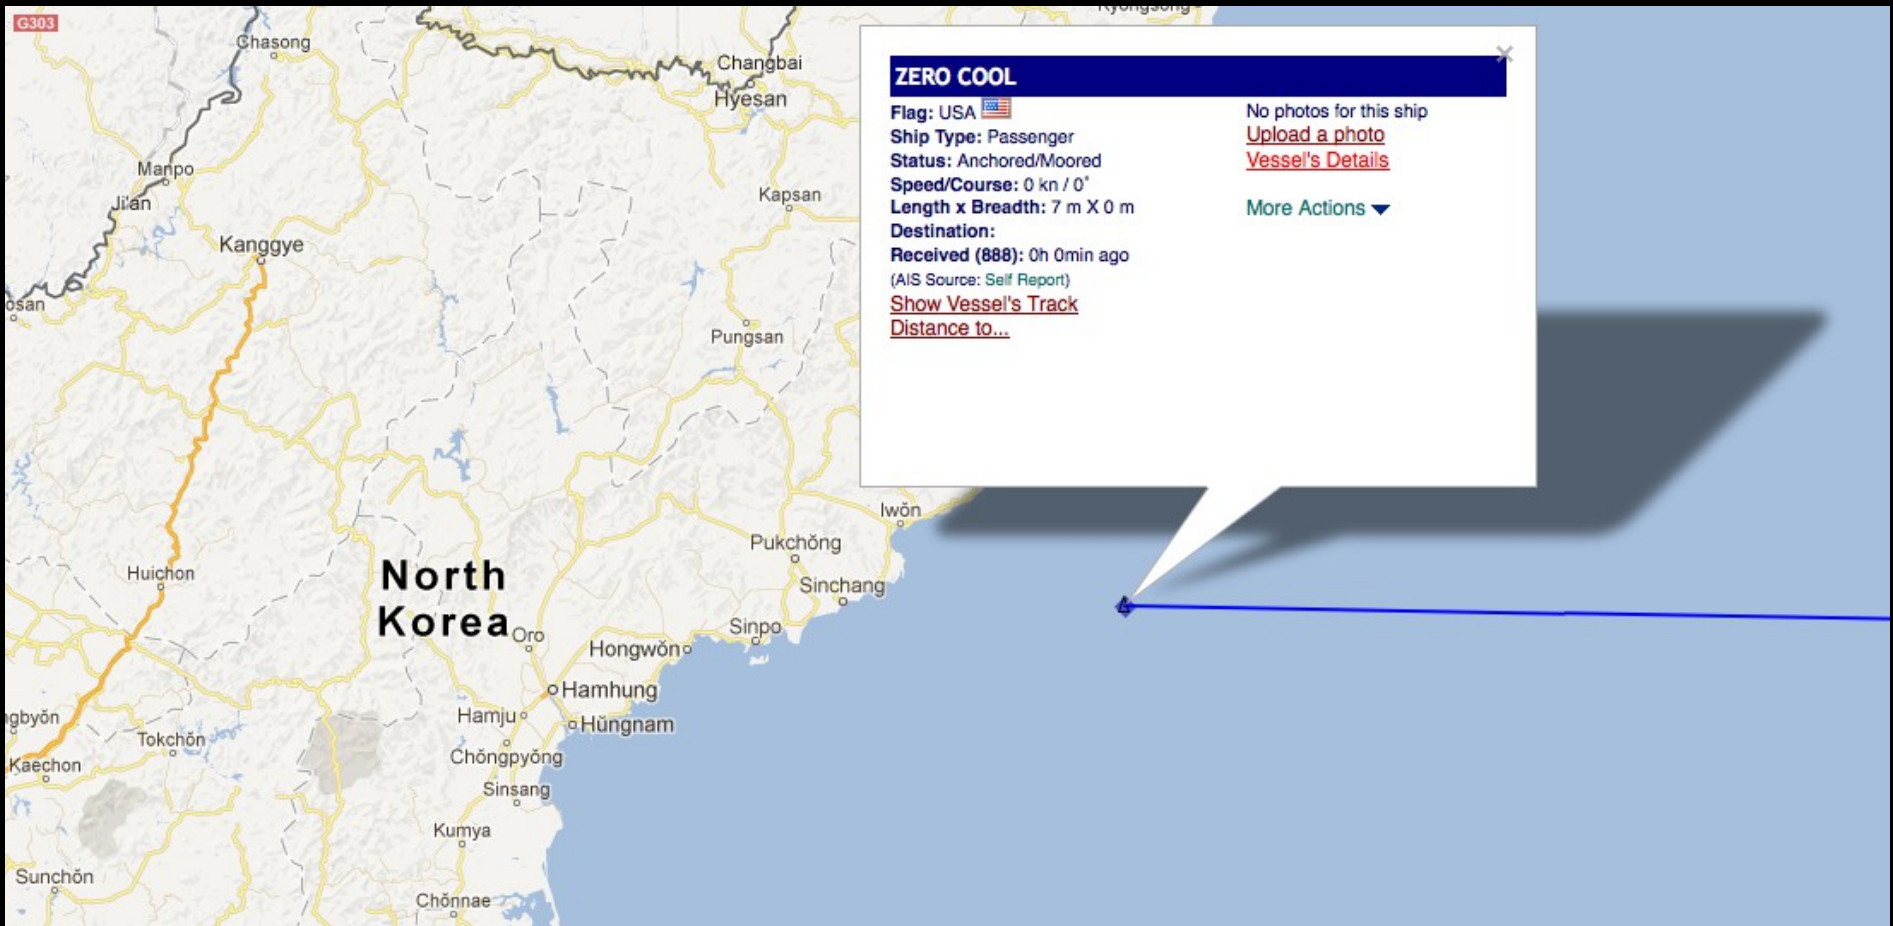 G303
Chasong
Changbai
Hyesan
Manpo
Ji'an
Kapsan
Kanggye
Pungsan
Iwŏn
Pukchŏng
Sinchang
Huichon
North
Korea
Oro
Sinpo
Hongwŏn
Hamhung
Hamju
Hŭngnam
Tokchŏn
Chŏngpyŏng
Kaechon
Sinsang
Kumya
Sunchŏn
Chŏnnae
ZERO COOL
Flag: USA
Ship Type: Passenger
Status: Anchored/Moored
Speed/Course: 0 kn / 0˚
Length x Breadth: 7 m X 0 m
Destination:
Received (888): 0h 0min ago
(AIS Source: Self Report)
Show Vessel's Track
Distance to...
No photos for this ship
Upload a photo
Vessel's Details
More Actions